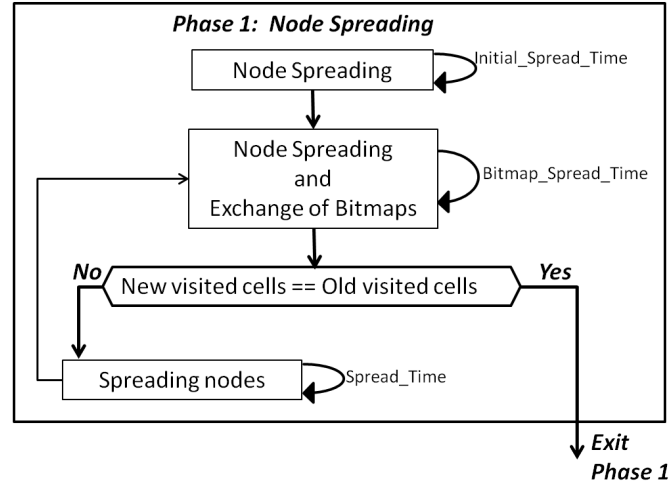 Phase 1: Node Spreading
Node Spreading
Initial_Spread_Time
Node Spreading
and
Exchange of Bitmaps
Bitmap_Spread_Time
No
Yes
New visited cells == Old visited cells
Spreading nodes
Spread_Time
Exit
Phase 1